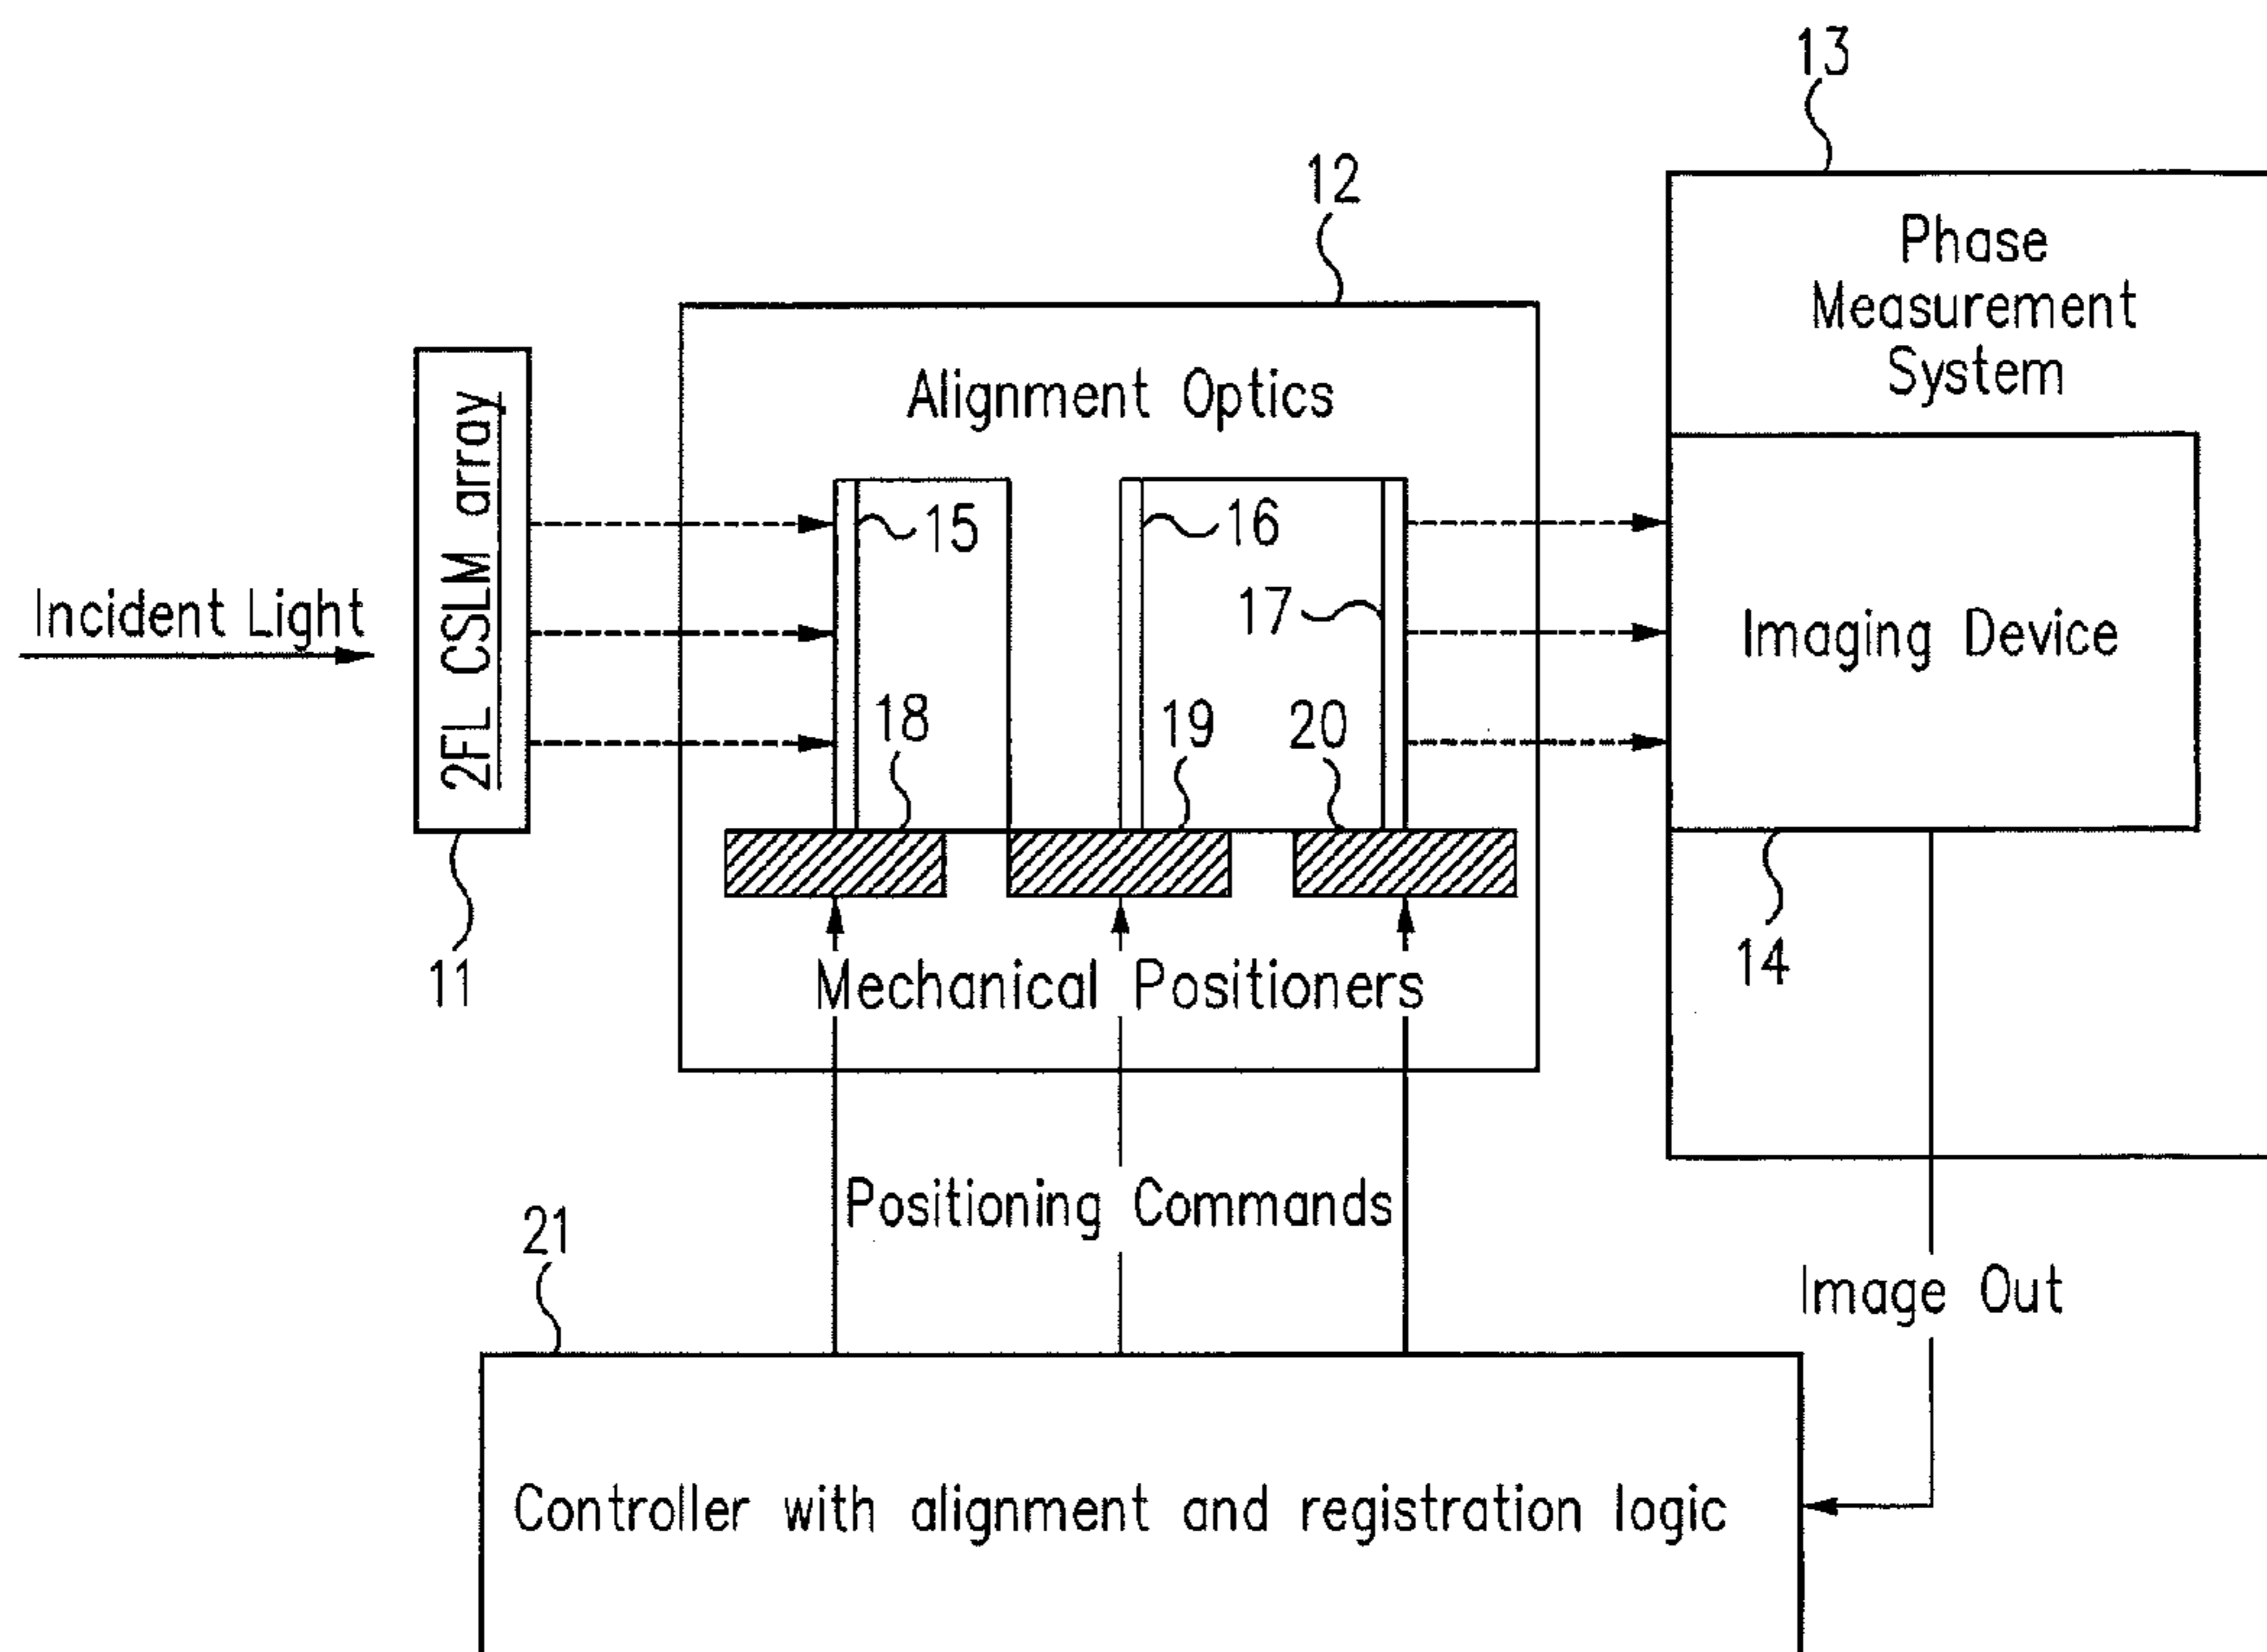 13
12
Phase
Measurement
System
Alignment Optics
2FL CSLM array
15
16
Incident Light
17
Imaging Device
18
19
20
11
Mechanical Positioners
14
Positioning Commands
21
Image Out
Controller with alignment and registration logic